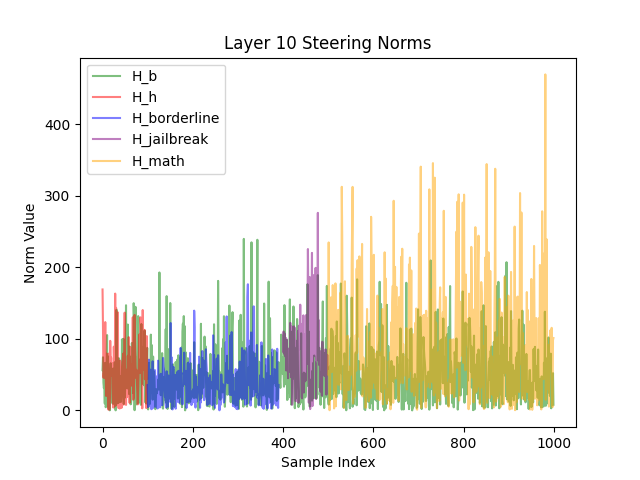 Layer 10 Steering Norms
H_b
H_h
H_borderline
H_jailbreak
H_math
400
300
200
100
0
Norm Value
0 200 400 600 800 1000
Sample Index